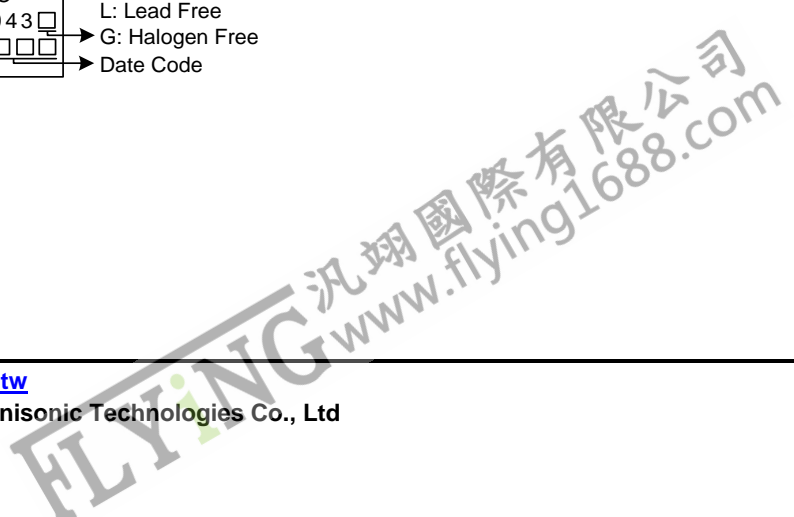 43□
L: Lead Free
G: Halogen Free
□□□
Date Code
汎翊國際有限公司
www.flying1688.com
FLYiNG
tw
nisonic Technologies Co., Ltd